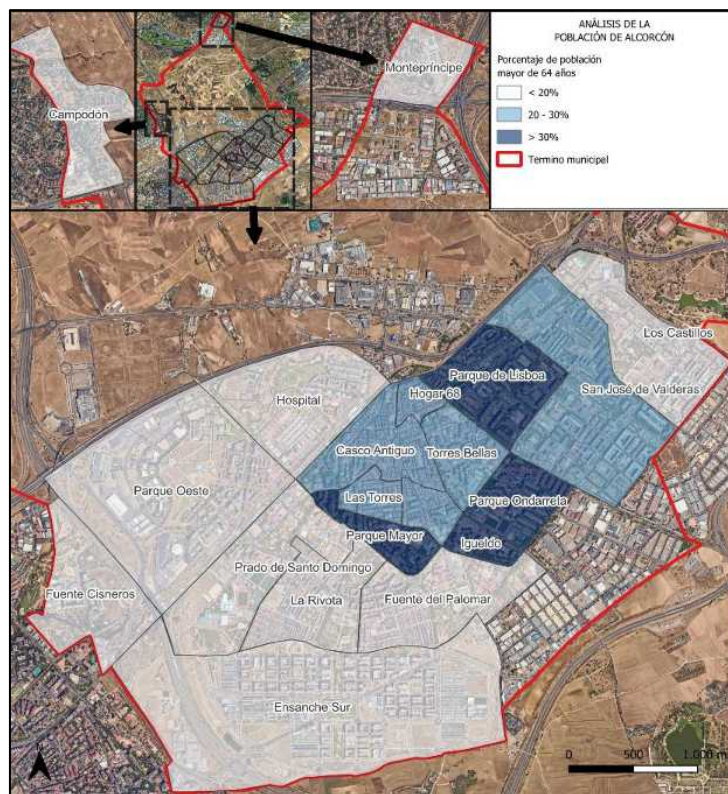 ANÁLISIS DE LA
POBLACIÓN DE ALCORCÓN
Porcentaje de población
mayor de 64 años
< 20%
20 - 30%
> 30%
Termino municipal
Campodón
Montepríncipe
Los Castillos
Parque de Lisboa
San José de Valderas
Hogar 68
Hospital
Casco Antiguo
Torres Bellas
Parque Oeste
Las Torres
Parque Ondarreta
Parque Mayor
Igueldo
Prado de Santo Domingo
Fuente Cisneros
La Rivota
Fuente del Palomar
Ensanche Sur
0 500 1.000 m